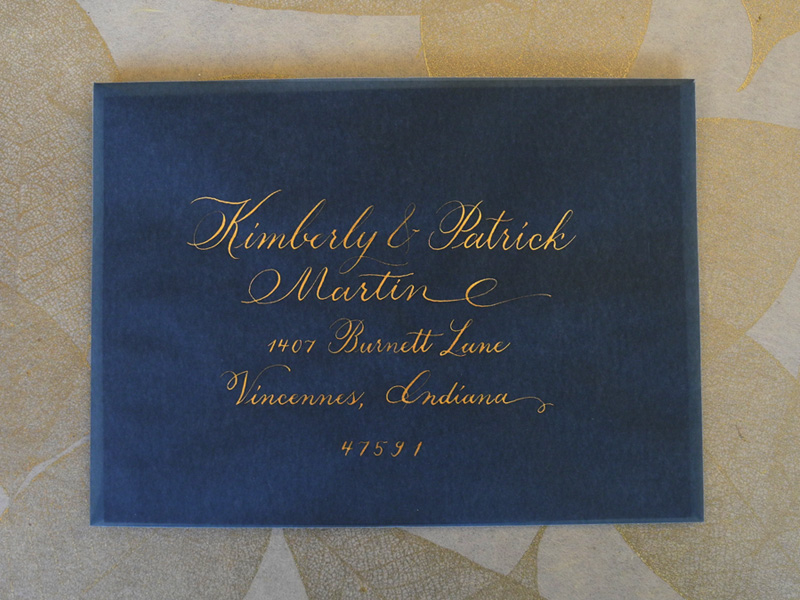 Kimberly & Patrick
Martin
1407 Burnett Lane
Vincennes, Indiana
47591